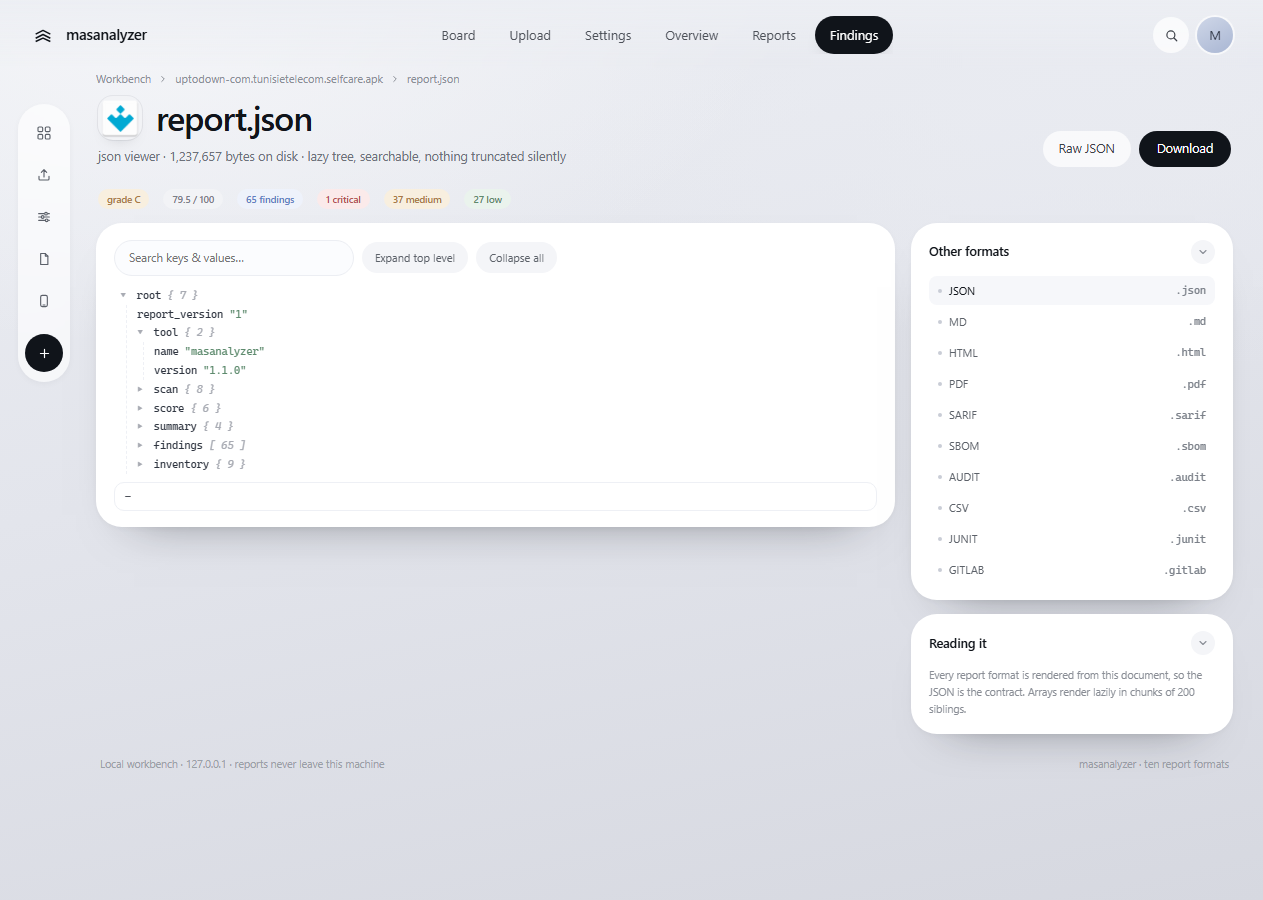 masanalyzer
Board Upload Settings Overview Reports Findings
M
Workbench › uptodown-com.tunisietelecom.selfcare.apk › report.json
report.json
json viewer · 1,237,657 bytes on disk · lazy tree, searchable, nothing truncated silently
Raw JSON Download
grade C 79.5 / 100 65 findings 1 critical 37 medium 27 low
Search keys & values...
Expand top level
Collapse all
root { 7 }
report_version "1"
tool { 2 }
name "masanalyzer"
version "1.1.0"
scan { 8 }
score { 6 }
summary { 4 }
findings [ 65 ]
inventory { 9 }
–
Other formats
JSON .json
MD .md
HTML .html
PDF .pdf
SARIF .sarif
SBOM .sbom
AUDIT .audit
CSV .csv
JUNIT .junit
GITLAB .gitlab
Reading it
Every report format is rendered from this document, so the
JSON is the contract. Arrays render lazily in chunks of 200
siblings.
Local workbench · 127.0.0.1 · reports never leave this machine
masanalyzer · ten report formats